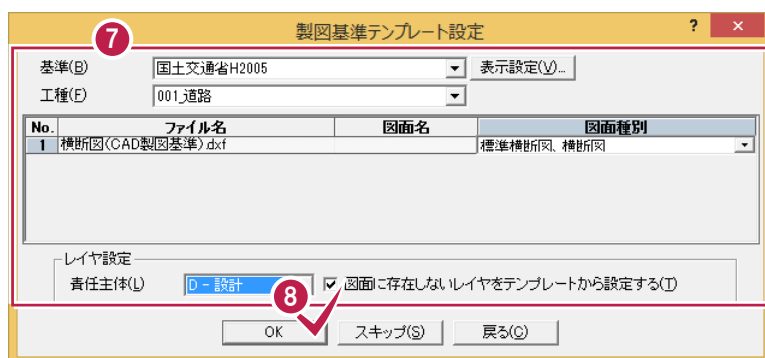 製図基準テンプレート設定 ? ×
7
基準(B) 国土交通省H2005 表示設定(V)...
工種(F) 001_道路
No. ファイル名 図面名 図面種別
1 横断図(CAD製図基準).dxf 標準横断図、横断図
レイヤ設定
責任主体(L) D - 設計 図面に存在しないレイヤをテンプレートから設定する(T)
8
OK スキップ(S) 戻る(C)